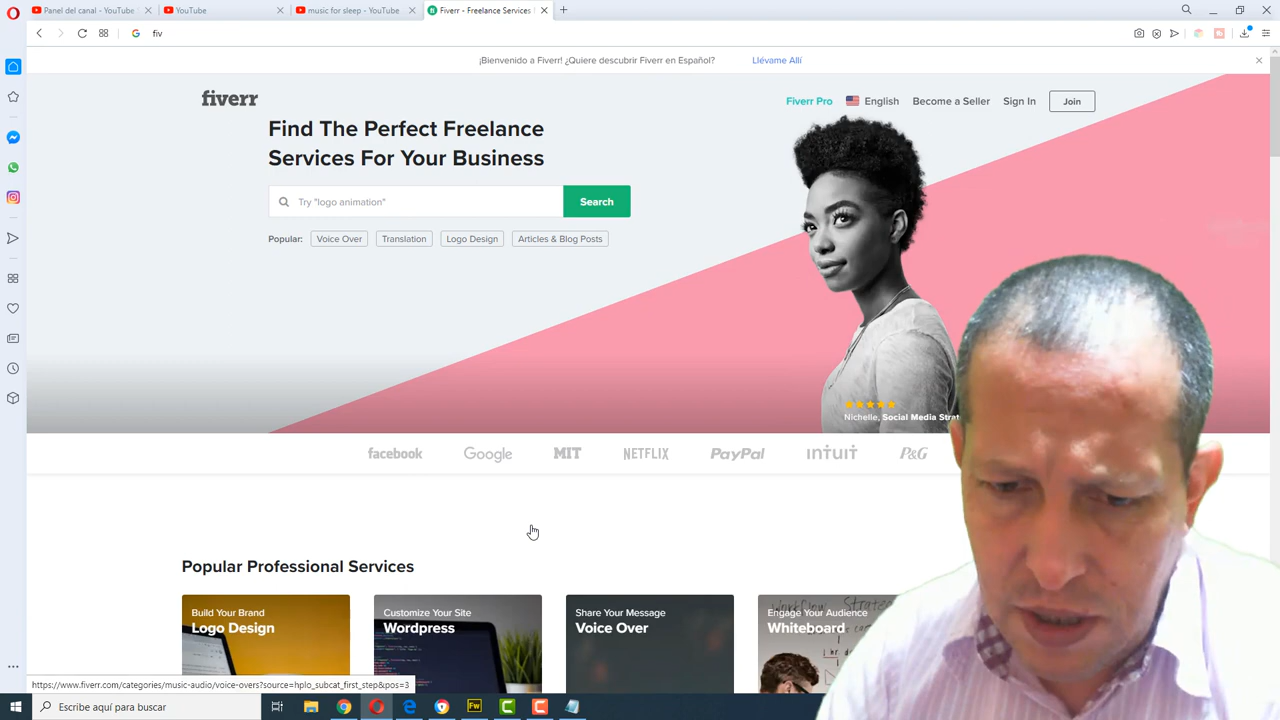 Panel del canal - YouTube
YouTube
music for sleep - YouTube
Fiverr - Freelance Services
fiv
¡Bienvenido a Fiverr! ¿Quiere descubrir Fiverr en Español?
Llévame Allí
fiverr
Fiverr Pro
English
Become a Seller
Sign In
Join
Find The Perfect Freelance
Services For Your Business
Try "logo animation"
Search
Popular:
Voice Over
Translation
Logo Design
Articles & Blog Posts
Nichelle, Social Media Strat
facebook
Google
MIT
NETFLIX
PayPal
intuit
P&G
Popular Professional Services
Build Your Brand
Logo Design
Customize Your Site
Wordpress
Share Your Message
Voice Over
Engage Your Audience
Whiteboard
https://www.fiverr.com/categories/music-audio/voice-overs?source=hplo_subcat_first_step&pos=3
Escribe aquí para buscar
Fw